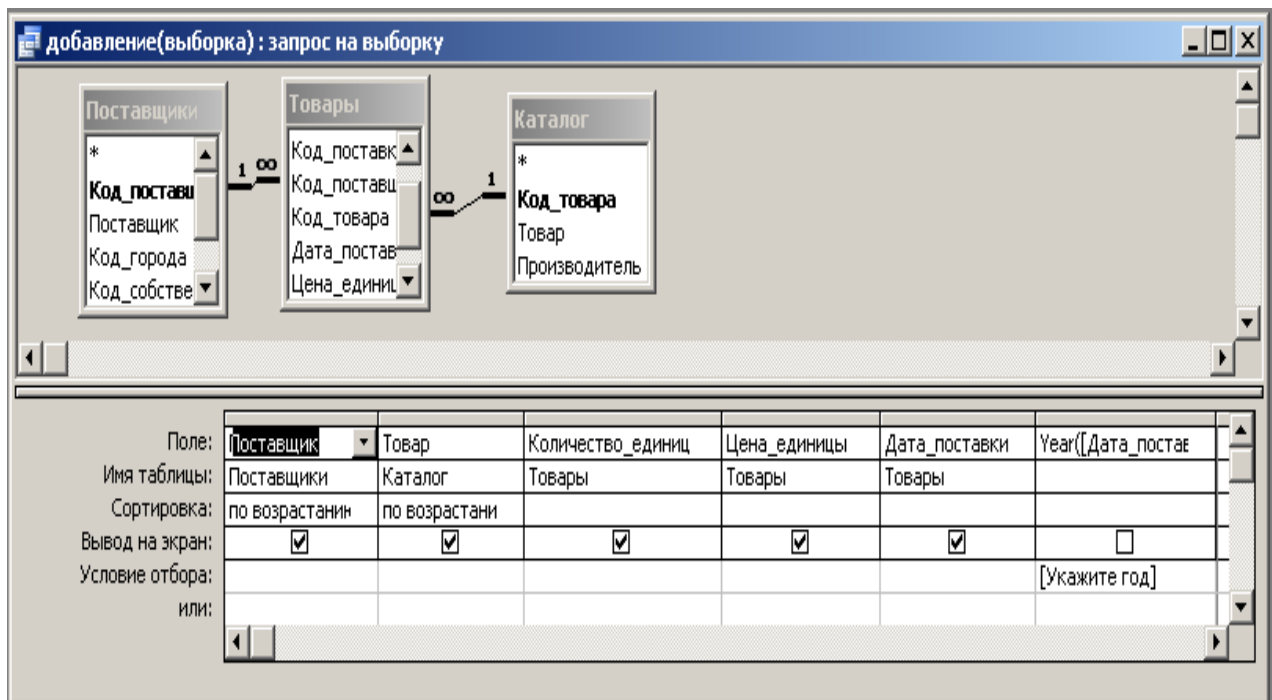 добавление(выборка) : запрос на выборку
Поставщики
*
Код_постави
Поставщик
Код_города
Код_собстве
1 ∞
Товары
Код_поставк
Код_поставщ
Код_товара
Дата_постав
Цена_единиц
∞ 1
Каталог
*
Код_товара
Товар
Производитель
Поле: Поставщик Товар Количество_единиц Цена_единицы Дата_поставки Year([Дата_постав
Имя таблицы: Поставщики Каталог Товары Товары Товары
Сортировка: по возрастанин по возрастани
Вывод на экран:
Условие отбора: [Укажите год]
или: